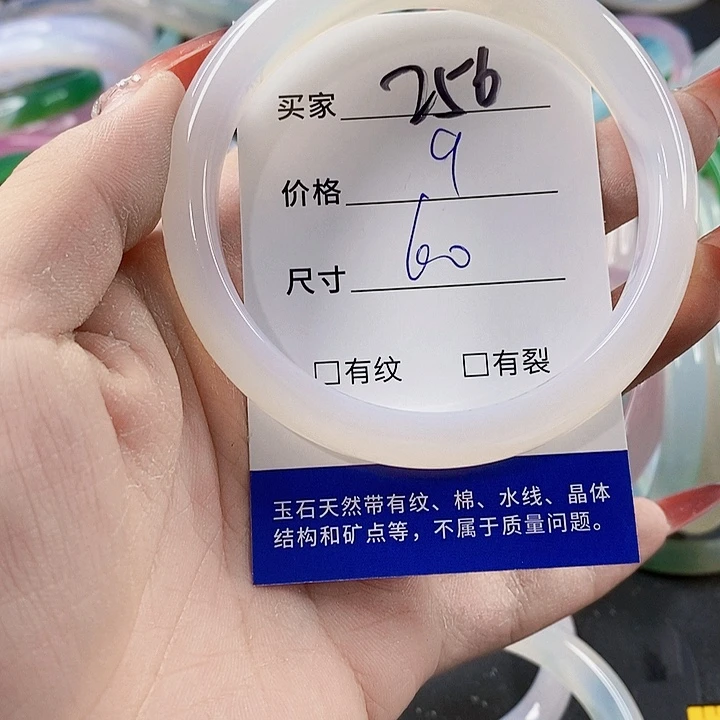 买家 256
价格 9
尺寸 60
□有纹 □有裂
玉石天然带有纹、棉、水线、晶体
结构和矿点等，不属于质量问题。